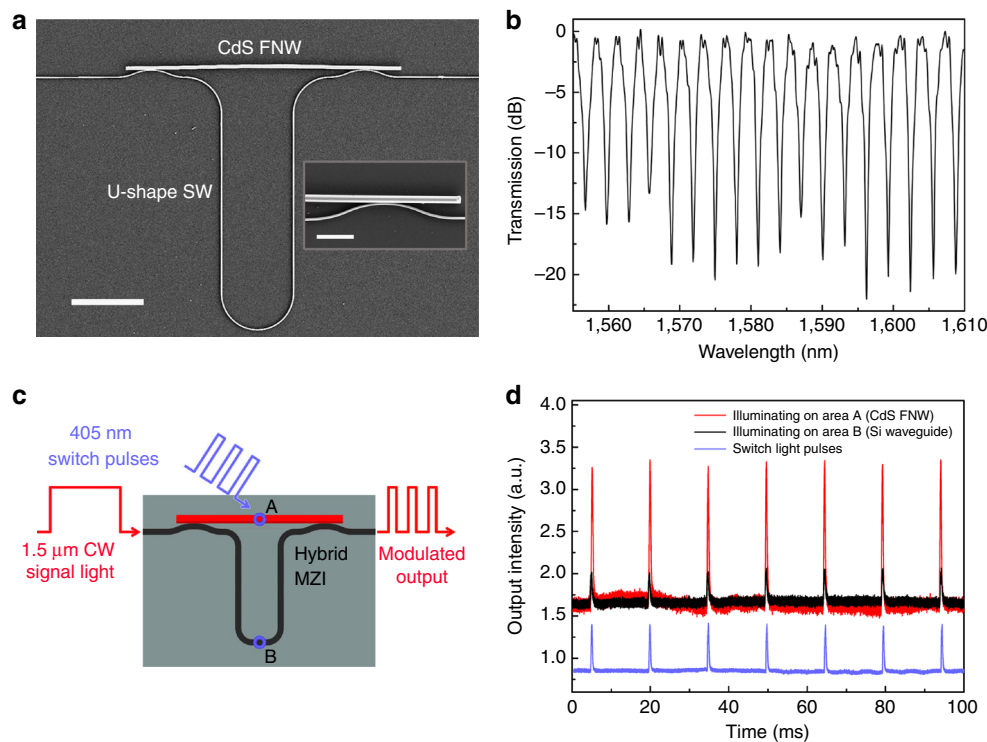 a
CdS FNW
U-shape SW
b
0
–5
–10
–15
–20
Transmission (dB)
1,560
1,570
1,580
1,590
1,600
1,610
Wavelength (nm)
c
405 nm
switch pulses
A
1.5 μm CW
signal light
Hybrid
MZI
Modulated
output
B
d
4.0
3.5
3.0
2.5
2.0
1.5
1.0
Output intensity (a.u.)
Illuminating on area A (CdS FNW)
Illuminating on area B (Si waveguide)
Switch light pulses
0
20
40
60
80
100
Time (ms)